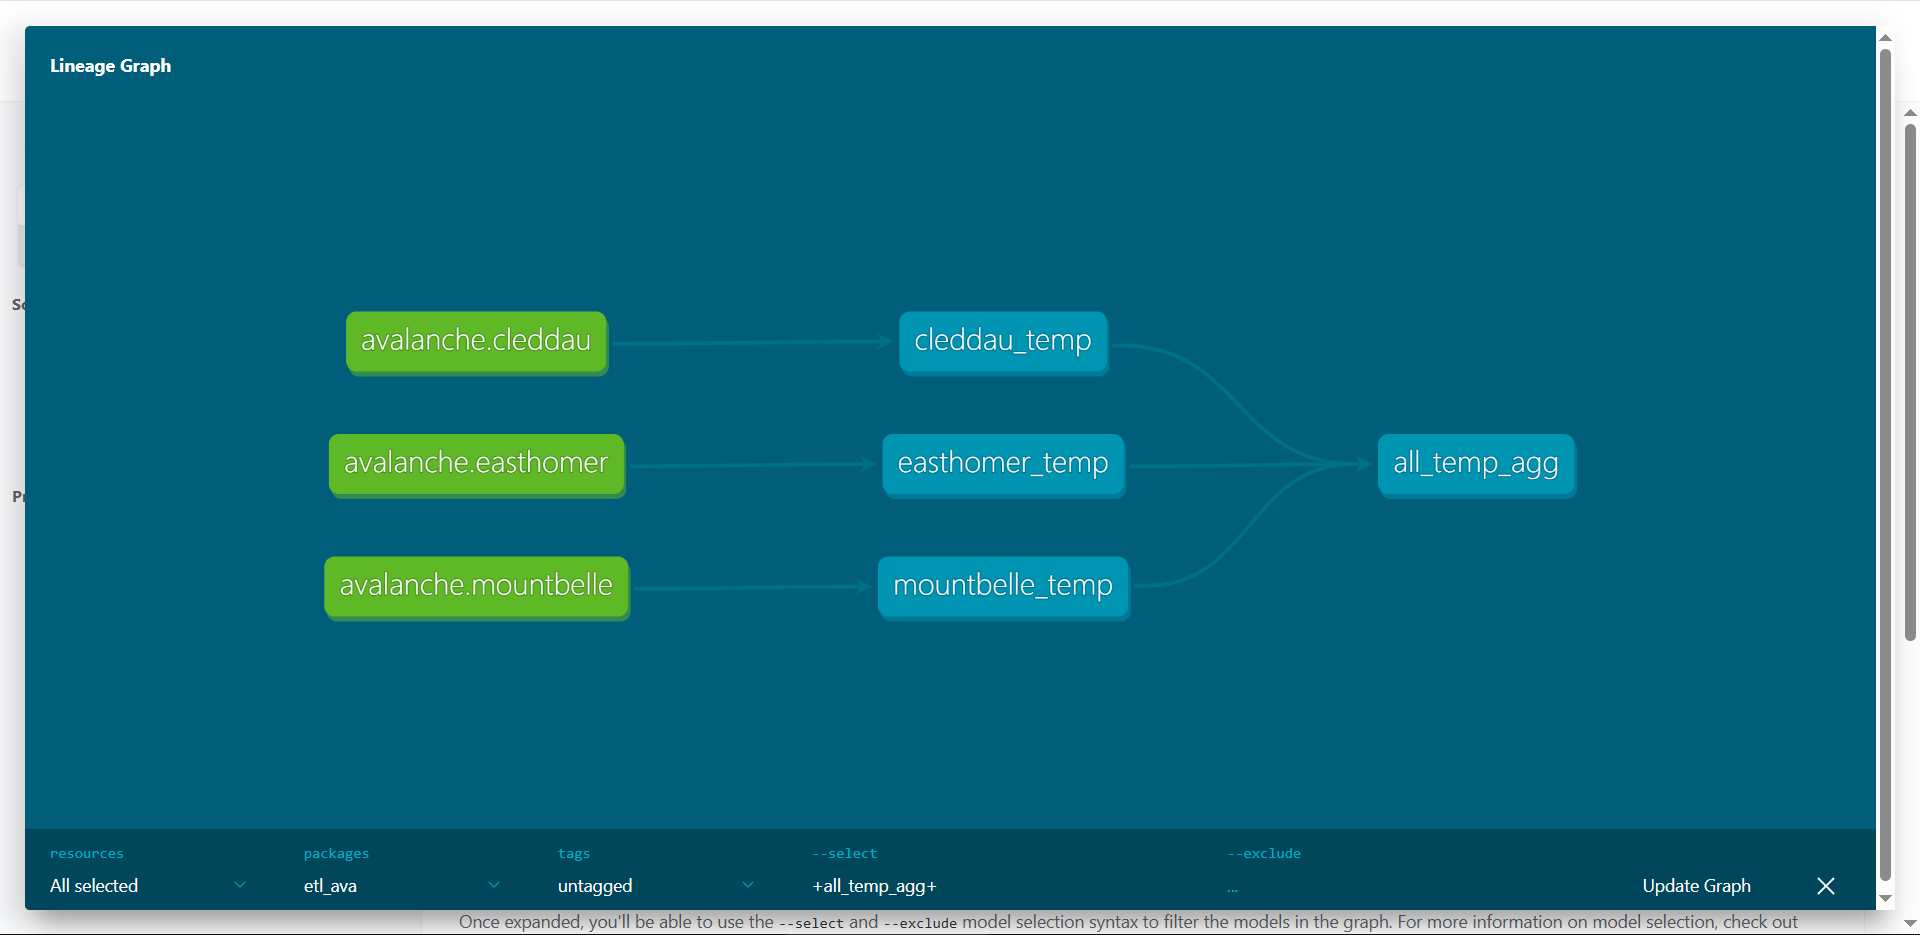 Lineage Graph
avalanche.cleddau
cleddau_temp
avalanche.easthomer
easthomer_temp
all_temp_agg
avalanche.mountbelle
mountbelle_temp
resources
packages
tags
--select
--exclude
All selected
etl_ava
untagged
+all_temp_agg+
...
Update Graph
Once expanded, you'll be able to use the --select and --exclude model selection syntax to filter the models in the graph. For more information on model selection, check out